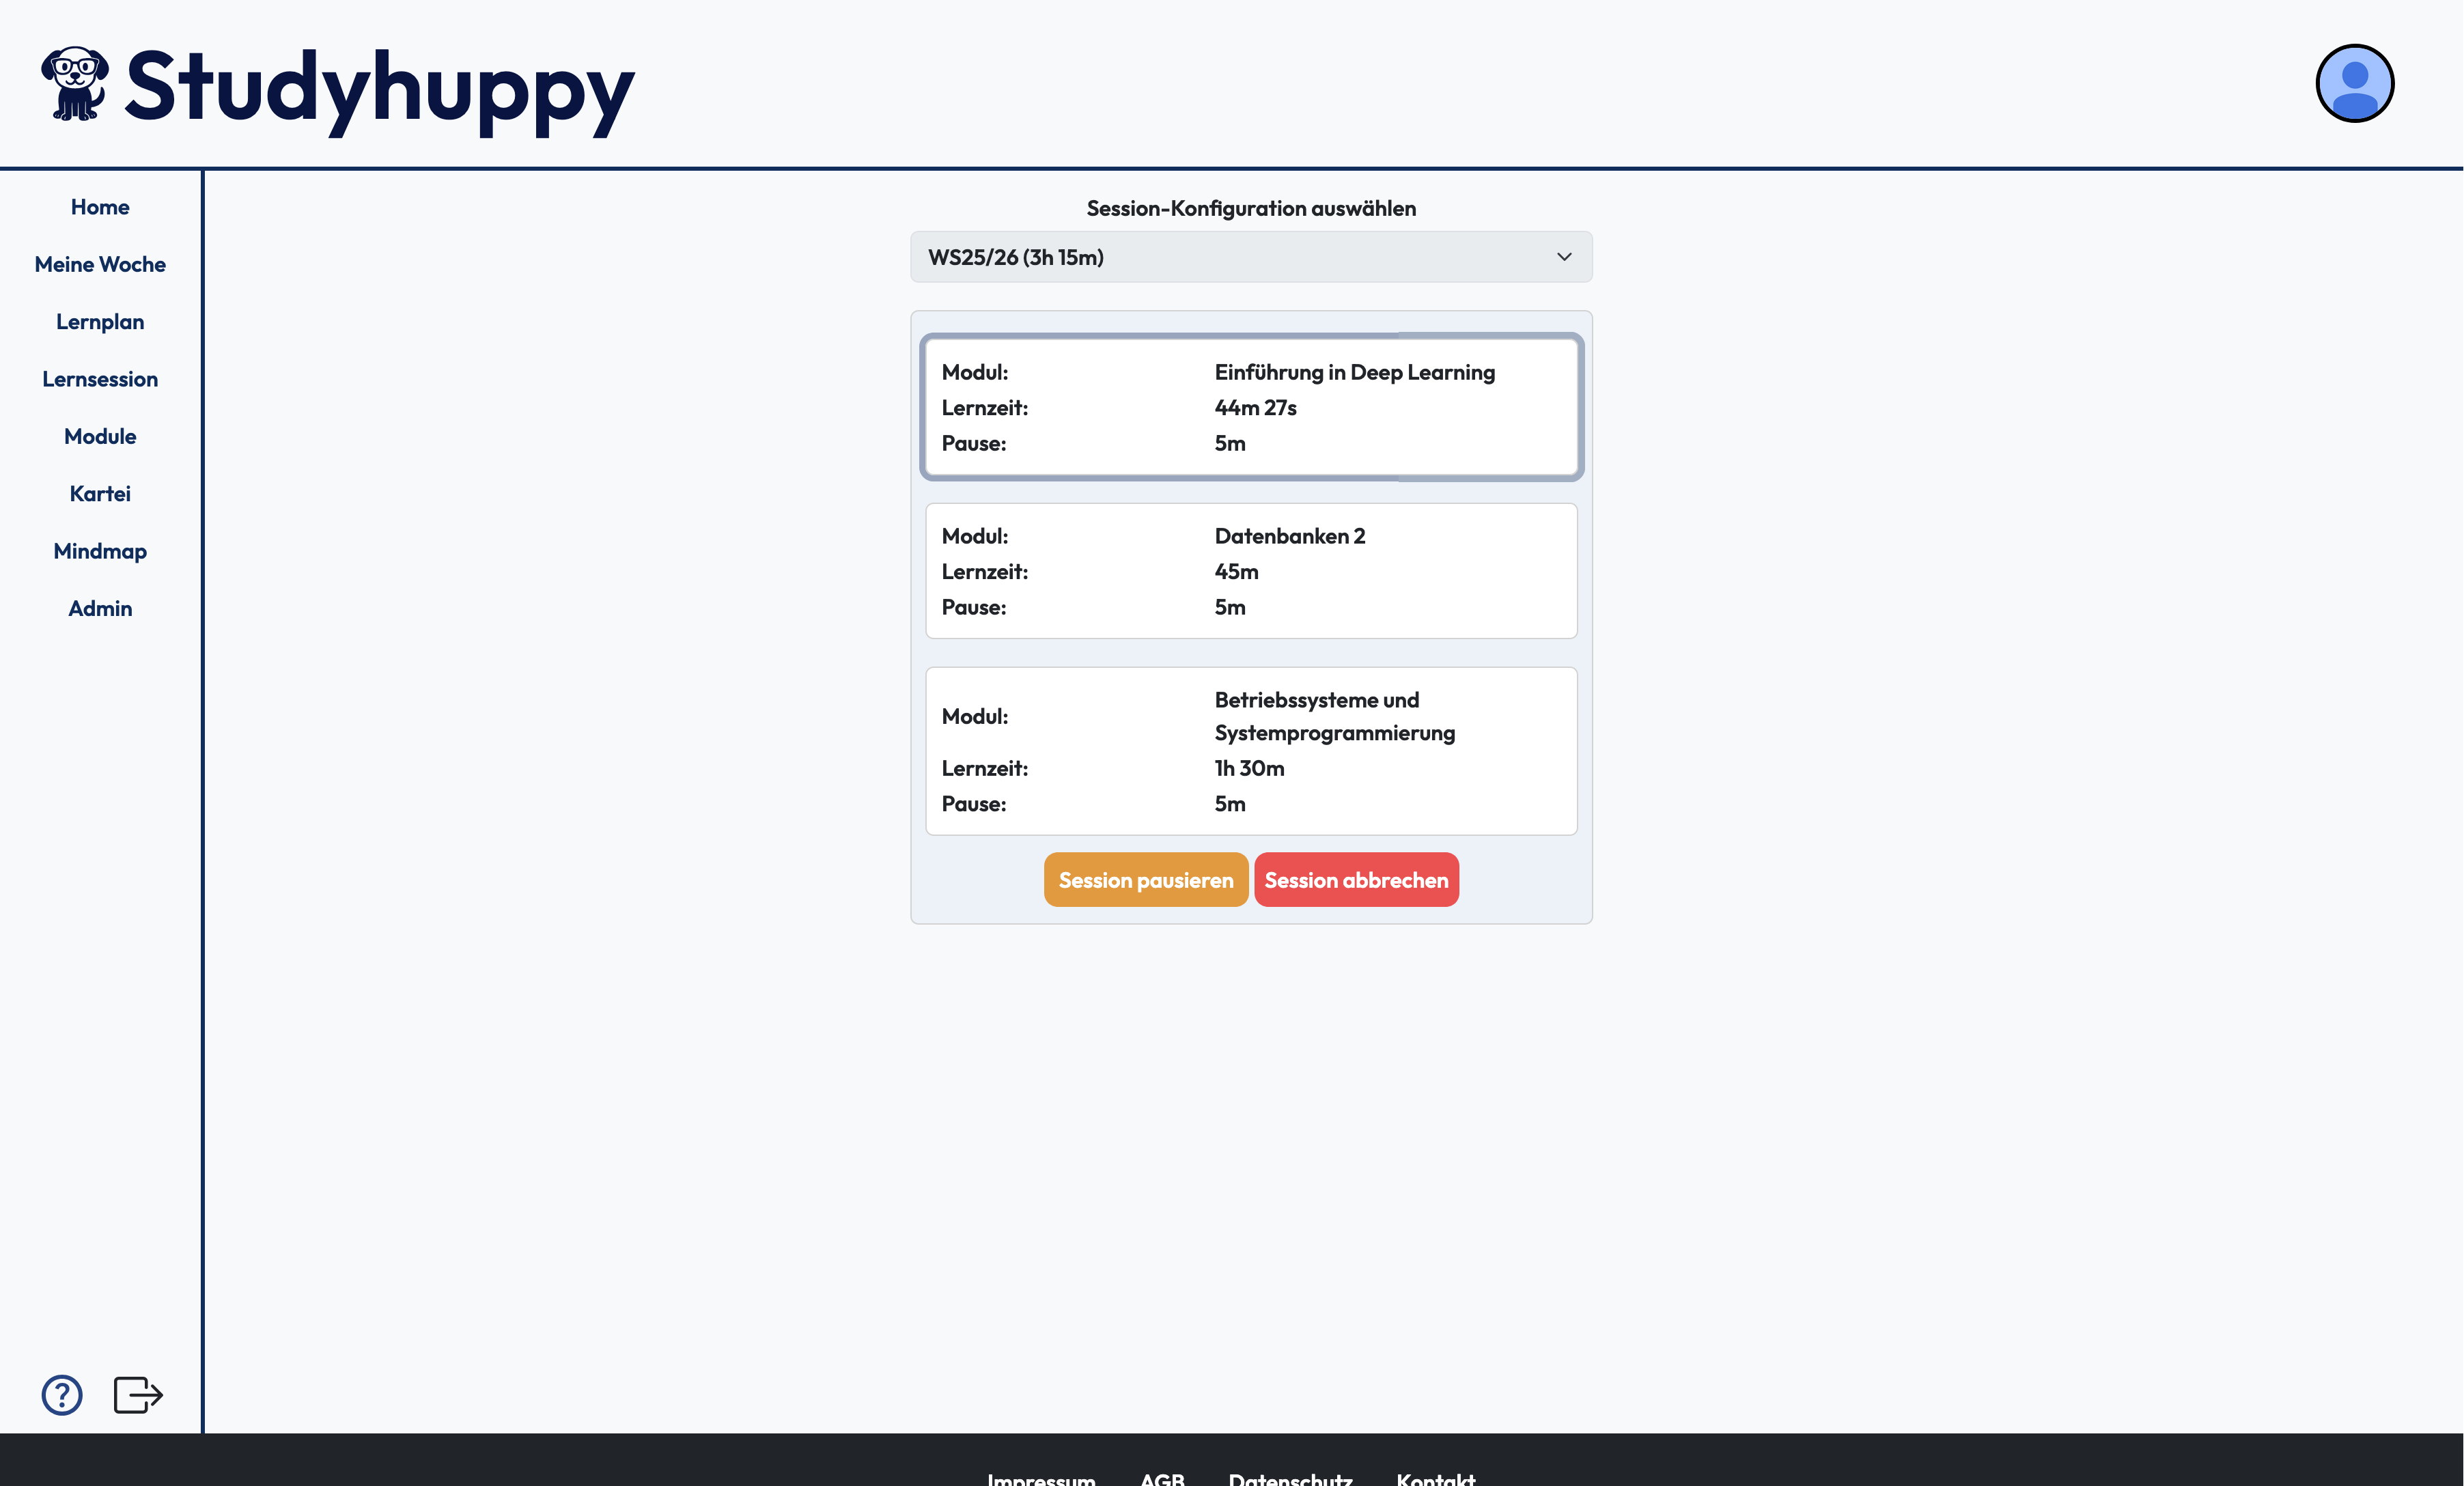 Studyhuppy
Home
Meine Woche
Lernplan
Lernsession
Module
Kartei
Mindmap
Admin
Session-Konfiguration auswählen
WS25/26 (3h 15m)
Modul: Einführung in Deep Learning
Lernzeit: 44m 27s
Pause: 5m
Modul: Datenbanken 2
Lernzeit: 45m
Pause: 5m
Modul: Betriebssysteme und
Systemprogrammierung
Lernzeit: 1h 30m
Pause: 5m
Session pausieren Session abbrechen
?
Impressum AGB Datenschutz Kontakt